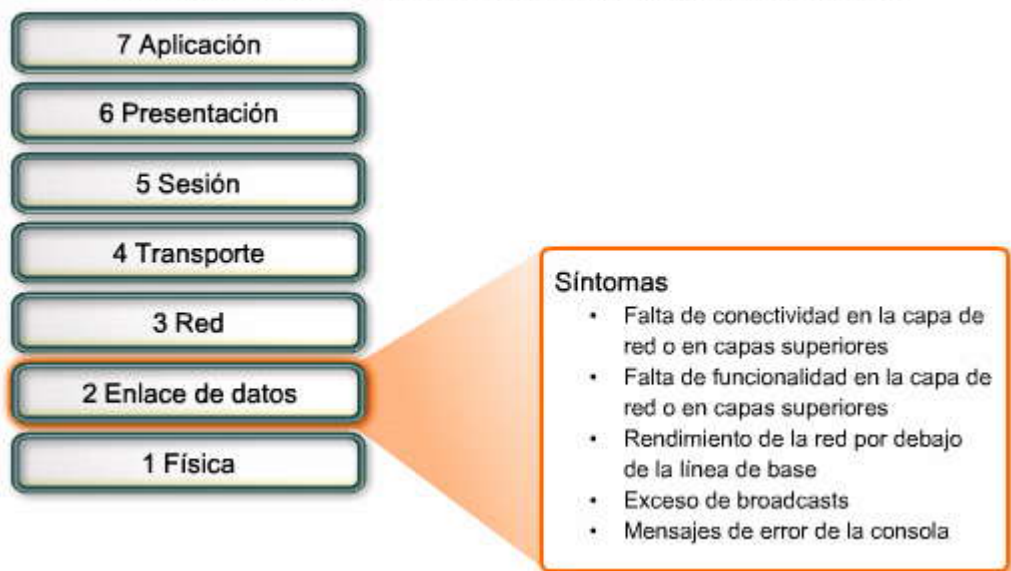 7 Aplicación
6 Presentación
5 Sesión
4 Transporte
3 Red
2 Enlace de datos
1 Física
Síntomas
• Falta de conectividad en la capa de
red o en capas superiores
• Falta de funcionalidad en la capa de
red o en capas superiores
• Rendimiento de la red por debajo
de la línea de base
• Exceso de broadcasts
• Mensajes de error de la consola